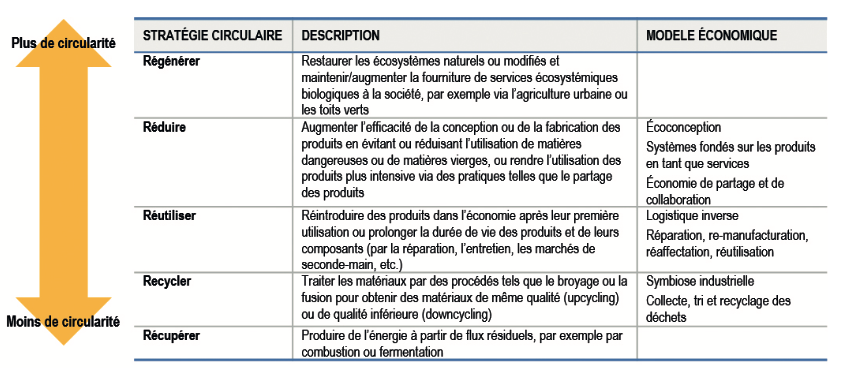 Plus de circularité
STRATÉGIE CIRCULAIRE DESCRIPTION MODELE ÉCONOMIQUE
Régénérer
Restaurer les écosystèmes naturels ou modifiés et
maintenir/augmenter la fourniture de services écosystémiques
biologiques à la société, par exemple via l'agriculture urbaine ou
les toits verts
Réduire
Augmenter l'efficacité de la conception ou de la fabrication des
produits en évitant ou réduisant l'utilisation de matières
dangereuses ou de matières vierges, ou rendre l'utilisation des
produits plus intensive via des pratiques telles que le partage
des produits
Écoconception
Systèmes fondés sur les produits
en tant que services
Économie de partage et de
collaboration
Réutiliser
Réintroduire des produits dans l'économie après leur première
utilisation ou prolonger la durée de vie des produits et de leurs
composants (par la réparation, l'entretien, les marchés de
seconde-main, etc.)
Logistique inverse
Réparation, re-manufacturation,
réaffectation, réutilisation
Recycler
Traiter les matériaux par des procédés tels que le broyage ou la
fusion pour obtenir des matériaux de même qualité (upcycling)
ou de qualité inférieure (downcycling)
Symbiose industrielle
Collecte, tri et recyclage des
déchets
Moins de circularité
Récupérer
Produire de l'énergie à partir de flux résiduels, par exemple par
combustion ou fermentation